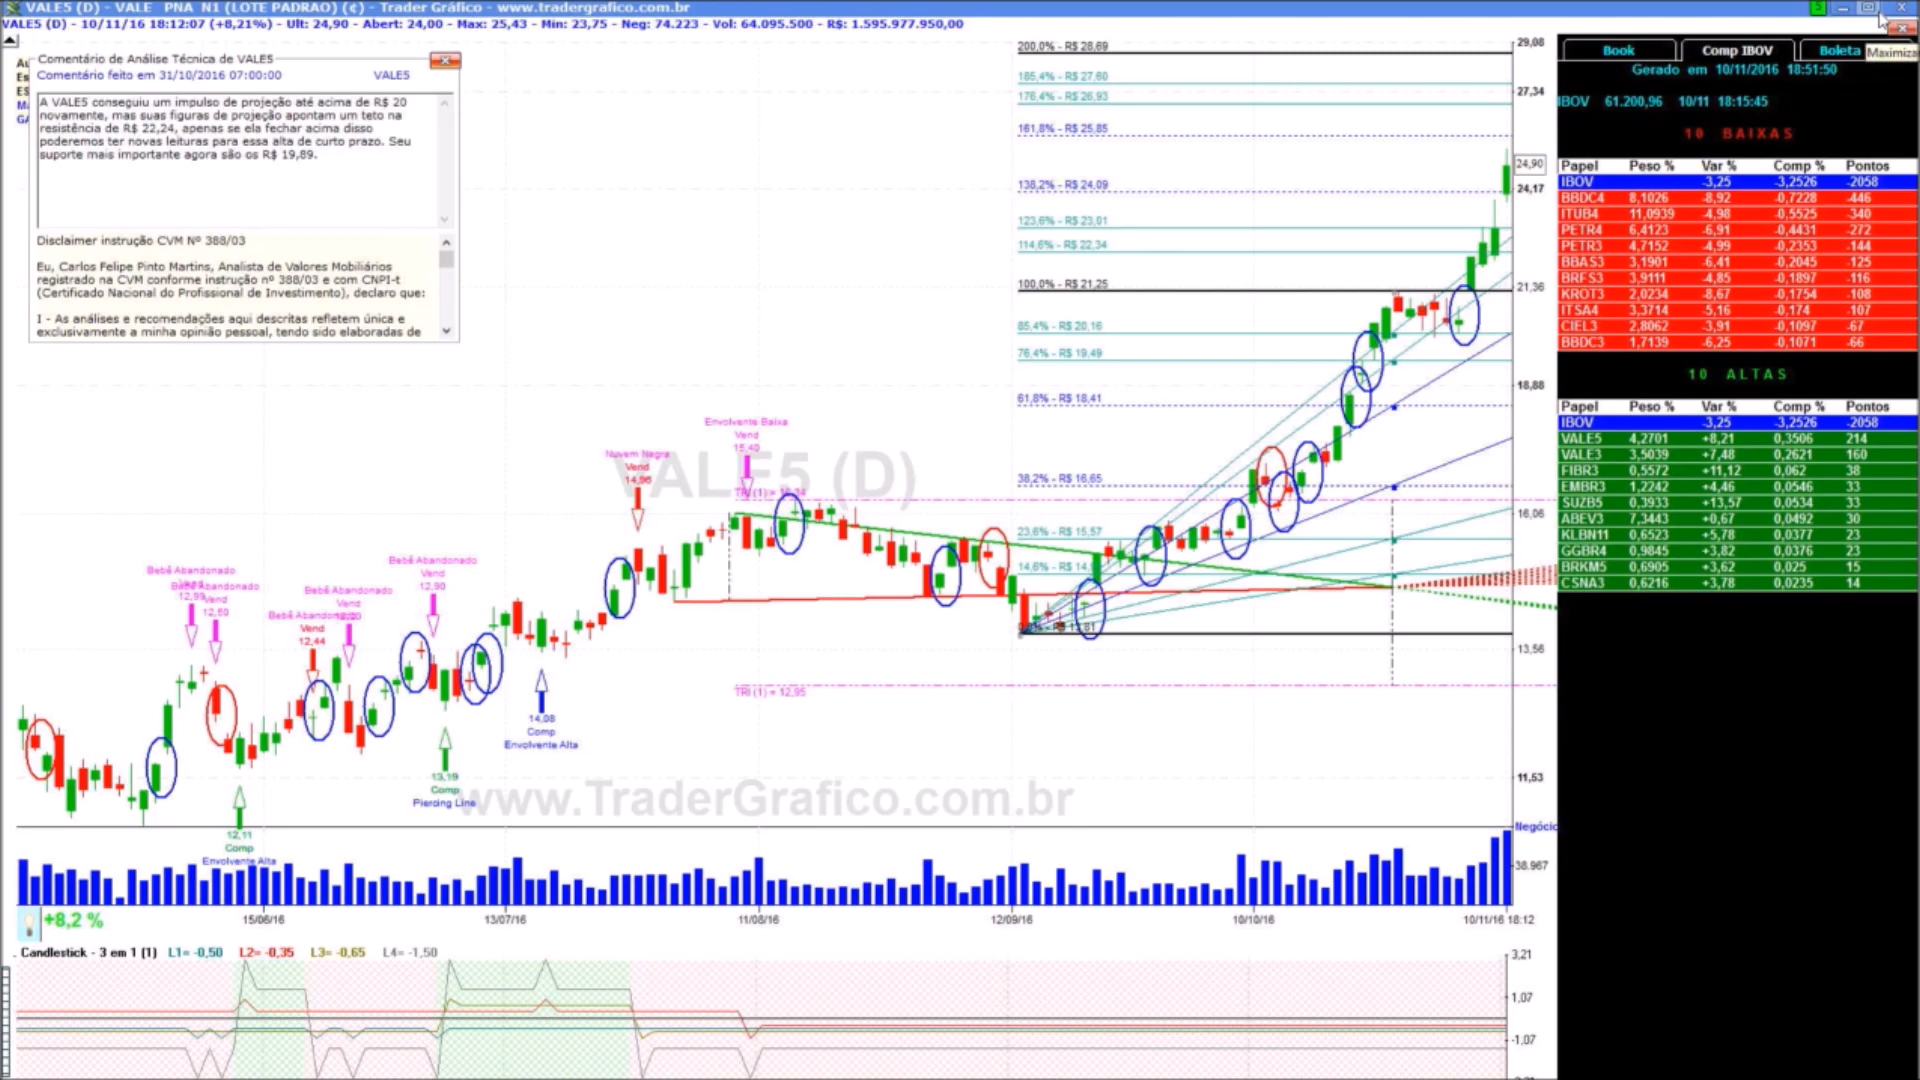 VALE5 (D) - VALE PNA N1 (LOTE PADRAO) (¢) - Trader Gráfico - www.tradergrafico.com.br
VALE5 (D) - 10/11/16 18:12:07 (+8,21%) - Ult: 24,90 - Abert: 24,00 - Max: 25,43 - Min: 23,75 - Neg: 74.223 - Vol: 64.095.500 - R$: 1.595.977.950,00
Comentário de Análise Técnica de VALE5
Comentário feito em 31/10/2016 07:00:00 VALE5
A VALE5 conseguiu um impulso de projeção até acima de R$ 20
novamente, mas suas figuras de projeção apontam um teto na
resistência de R$ 22,24, apenas se ela fechar acima disso
poderemos ter novas leituras para essa alta de curto prazo. Seu
suporte mais importante agora são os R$ 19,89.
Disclaimer instrução CVM Nº 388/03
Eu, Carlos Felipe Pinto Martins, Analista de Valores Mobiliários
registrado na CVM conforme instrução nº 388/03 e com CNPI-t
(Certificado Nacional do Profissional de Investimento), declaro que:
I - As análises e recomendações aqui descritas refletem única e
exclusivamente a minha opinião pessoal, tendo sido elaboradas de
200,0% - R$ 28,69
185,4% - R$ 27,60
176,4% - R$ 26,93
161,8% - R$ 25,85
138,2% - R$ 24,09
123,6% - R$ 23,01
114,6% - R$ 22,34
100,0% - R$ 21,25
85,4% - R$ 20,16
76,4% - R$ 19,49
61,8% - R$ 18,41
38,2% - R$ 16,65
23,6% - R$ 15,57
14,6% - R$
29,08
27,34
24,90
24,17
21,36
18,88
16,06
13,56
11,53
Negócio
38.967
VALE5 (D)
www.TraderGrafico.com.br
Envolvente Baixa
Vend
15,40
Nuvem Negra
Vend
14,96
TRI (1) =
Bebê Abandonado
12,99
Bebê Abandonado
Vend
12,59
Bebê Abandonado
Vend
Bebê Abandonado
Vend
12,44
Bebê Abandonado
Vend
12,90
TRI (1) = 12,95
14,08
Comp
Envolvente Alta
13,19
Comp
Piercing Line
12,11
Comp
Envolvente Alta
+8,2 %
15/06/16 13/07/16 11/08/16 12/09/16 10/10/16 10/11/16 18:12
Candlestick - 3 em 1 (1) L1= -0,50 L2= -0,35 L3= -0,65 L4= -1,50
3,21
1,07
-1,07
Book Comp IBOV Boleta
Maximiza
Gerado em 10/11/2016 18:51:50
IBOV 61.200,96 10/11 18:15:45
10 BAIXAS
Papel Peso % Var % Comp % Pontos
IBOV -3,25 -3,2526 -2058
BBDC4 8,1026 -8,92 -0,7228 -446
ITUB4 11,0939 -4,98 -0,5525 -340
PETR4 6,4123 -6,91 -0,4431 -272
PETR3 4,7152 -4,99 -0,2353 -144
BBAS3 3,1901 -6,41 -0,2045 -125
BRFS3 3,9111 -4,85 -0,1897 -116
KROT3 2,0234 -8,67 -0,1754 -108
ITSA4 3,3714 -5,16 -0,174 -107
CIEL3 2,8062 -3,91 -0,1097 -67
BBDC3 1,7139 -6,25 -0,1071 -66
10 ALTAS
Papel Peso % Var % Comp % Pontos
IBOV -3,25 -3,2526 -2058
VALE5 4,2701 +8,21 0,3506 214
VALE3 3,5039 +7,48 0,2621 160
FIBR3 0,5572 +11,12 0,062 38
EMBR3 1,2242 +4,46 0,0546 33
SUZB5 0,3933 +13,57 0,0534 33
ABEV3 7,3443 +0,67 0,0492 30
KLBN11 0,6523 +5,78 0,0377 23
GGBR4 0,9845 +3,82 0,0376 23
BRKM5 0,6905 +3,62 0,025 15
CSNA3 0,6216 +3,78 0,0235 14